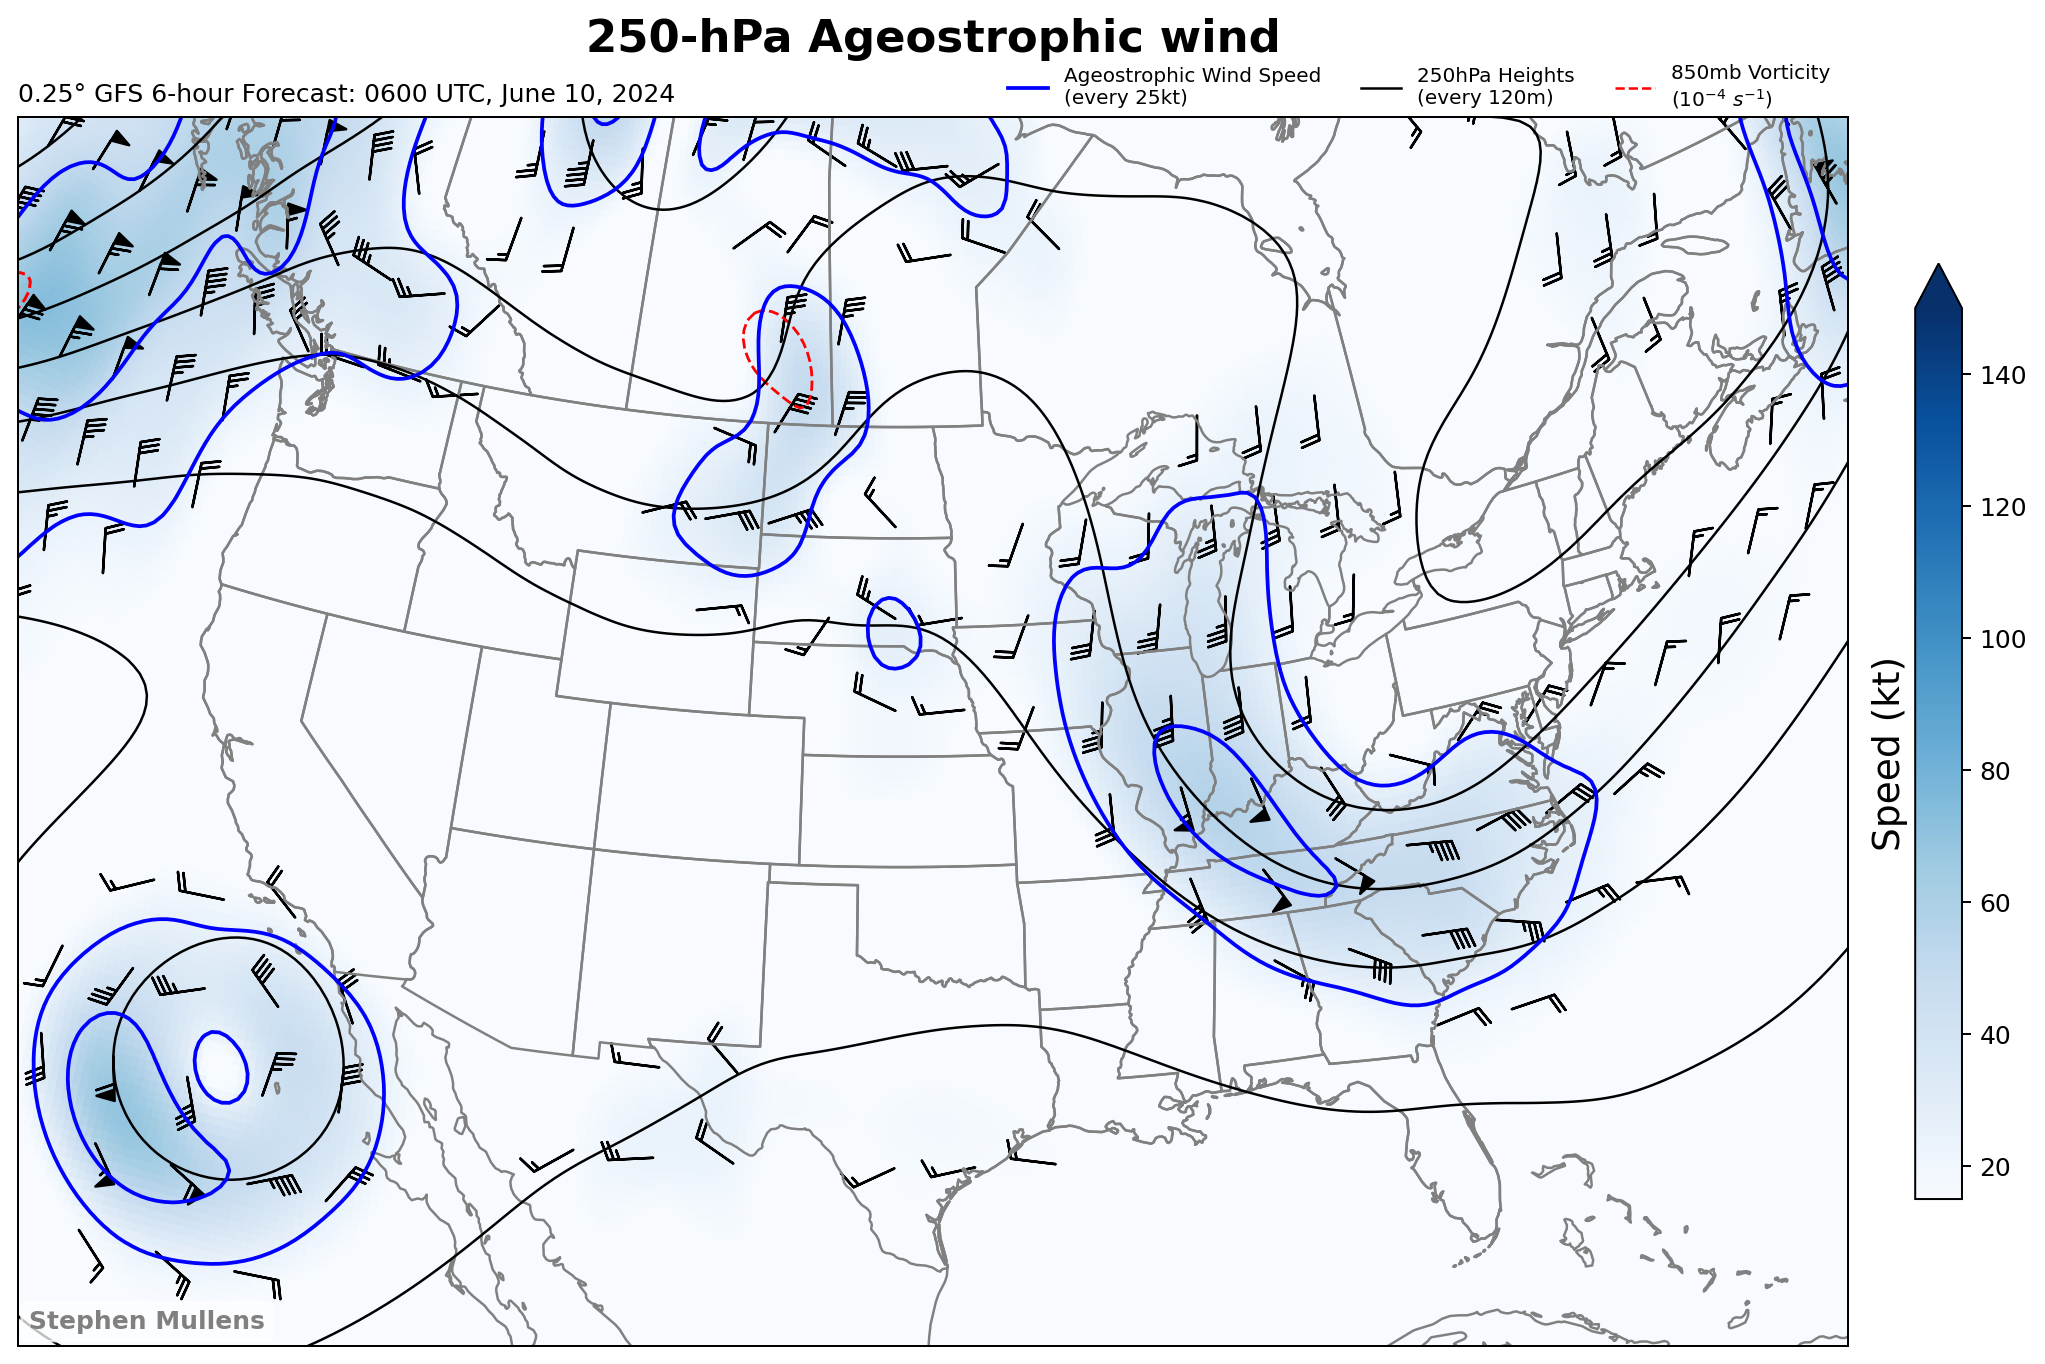 250-hPa Ageostrophic wind
0.25° GFS 6-hour Forecast: 0600 UTC, June 10, 2024
Ageostrophic Wind Speed
(every 25kt)
250hPa Heights
(every 120m)
850mb Vorticity
(10⁻⁴ s⁻¹)
140
120
100
80
60
40
20
Speed (kt)
Stephen Mullens